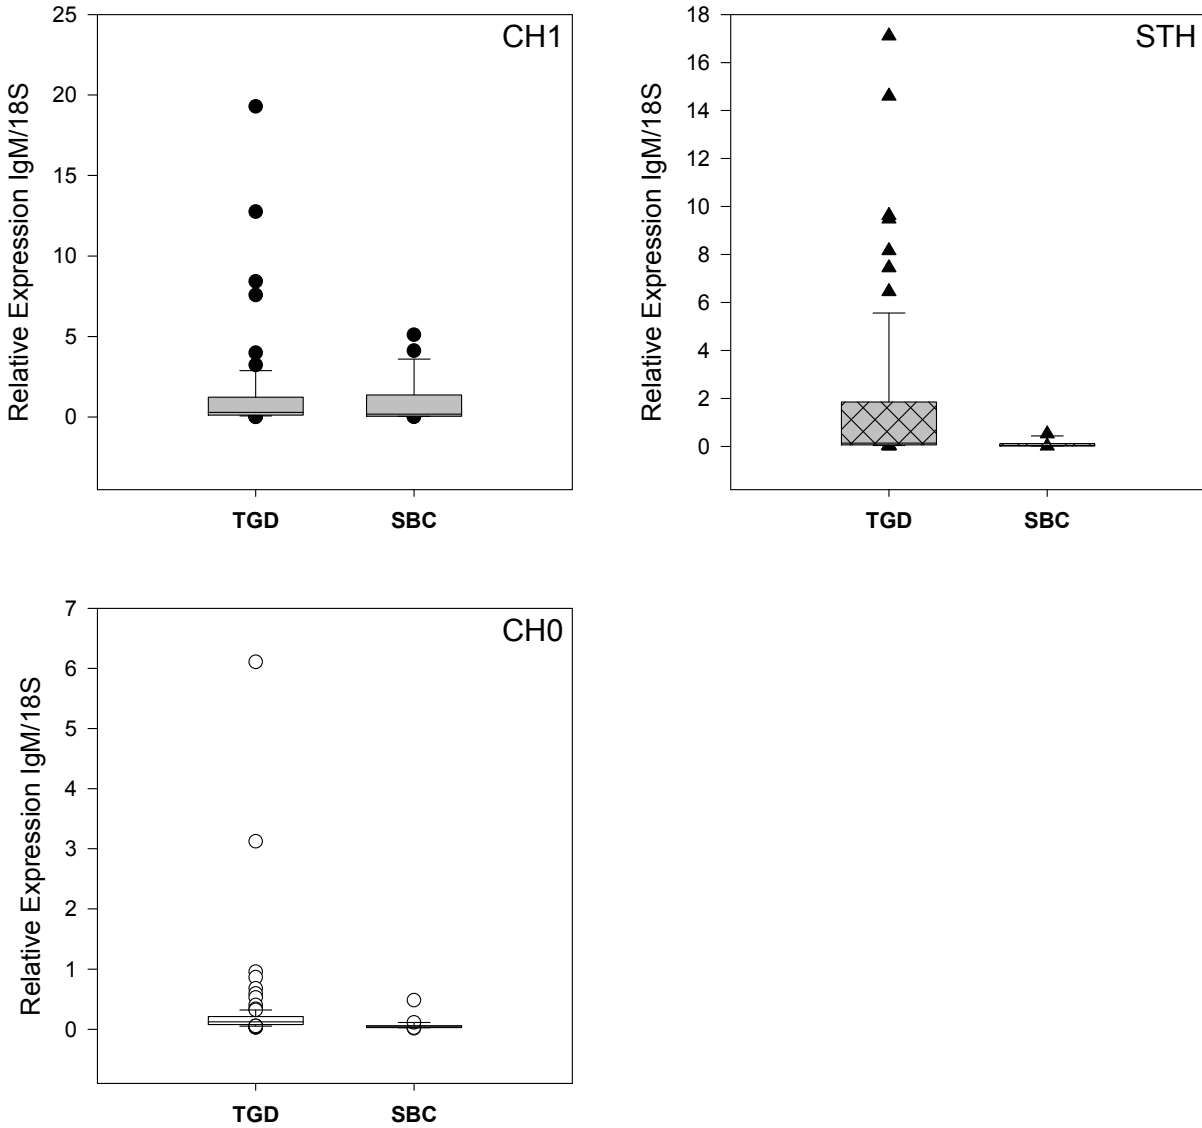 CH1
Relative Expression IgM/18S
25
20
15
10
5
0
TGD SBC
STH
Relative Expression IgM/18S
18
16
14
12
10
8
6
4
2
0
TGD SBC
CH0
Relative Expression IgM/18S
7
6
5
4
3
2
1
0
TGD SBC